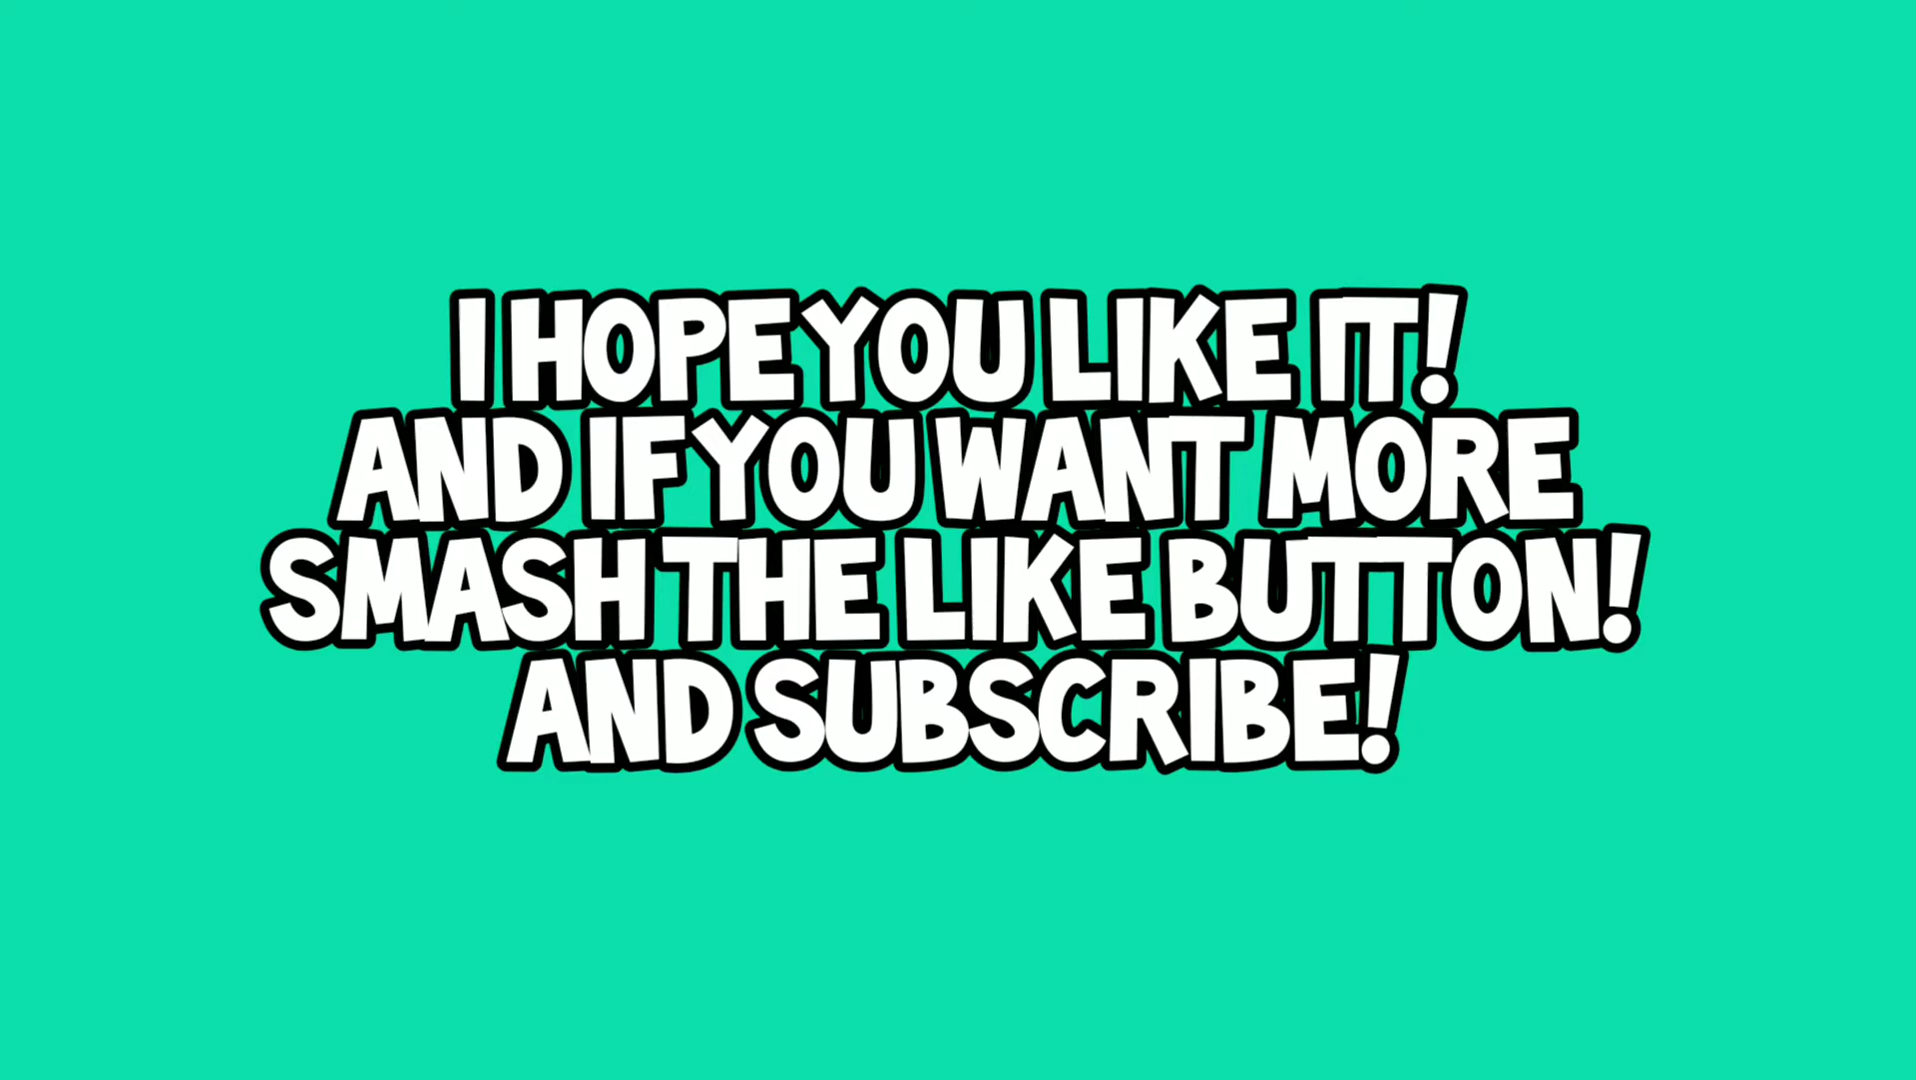 I HOPE YOU LIKE IT!
AND IF YOU WANT MORE
SMASH THE LIKE BUTTON!
AND SUBSCRIBE!